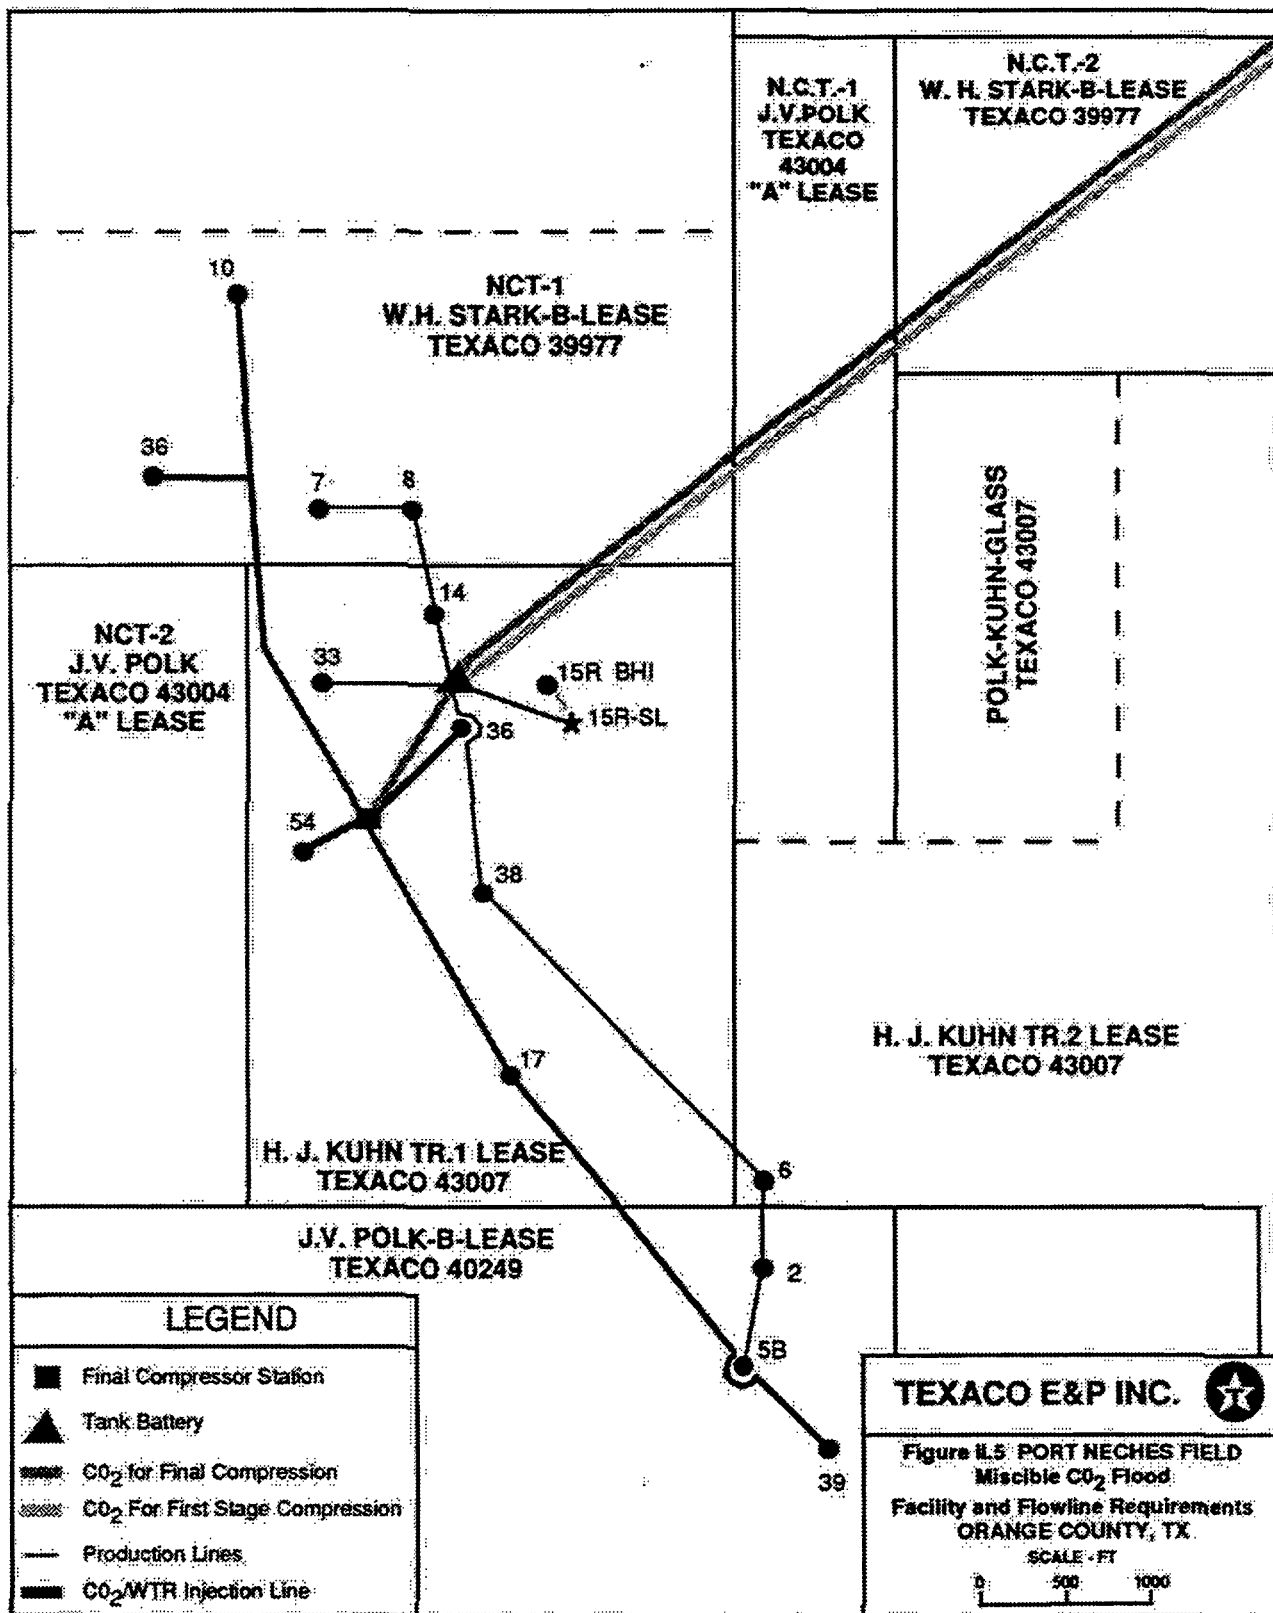 N.C.T.-1
J.V.POLK
TEXACO
43004
"A" LEASE
N.C.T.-2
W. H. STARK-B-LEASE
TEXACO 39977
10
NCT-1
W.H. STARK-B-LEASE
TEXACO 39977
36
7
8
POLK-KUHN-GLASS
TEXACO 43007
14
NCT-2
J.V. POLK
TEXACO 43004
"A" LEASE
33
15R BHI
15R-SL
36
54
38
17
H. J. KUHN TR.2 LEASE
TEXACO 43007
H. J. KUHN TR.1 LEASE
TEXACO 43007
6
J.V. POLK-B-LEASE
TEXACO 40249
2
5B
39
LEGEND
Final Compressor Station
Tank Battery
CO2 for Final Compression
CO2 For First Stage Compression
Production Lines
CO2/WTR Injection Line
TEXACO E&P INC.
T
Figure II.5 PORT NECHES FIELD
Miscible CO2 Flood
Facility and Flowline Requirements
ORANGE COUNTY, TX
SCALE - FT
0 500 1000